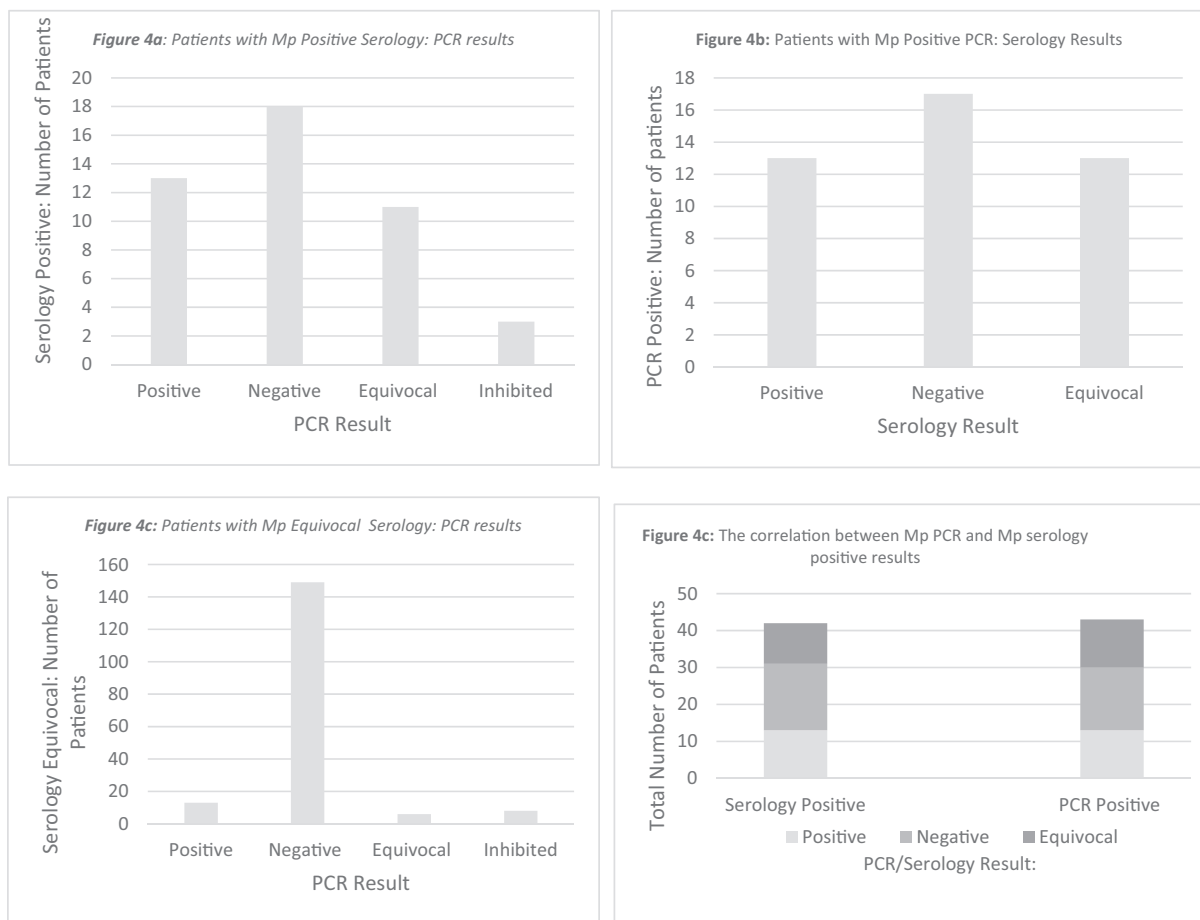 Figure 4a: Patients with Mp Positive Serology: PCR results
Serology Positive: Number of Patients
20
18
16
14
12
10
8
6
4
2
0
Positive Negative Equivocal Inhibited
PCR Result
Figure 4b: Patients with Mp Positive PCR: Serology Results
PCR Positive: Number of patients
18
16
14
12
10
8
6
4
2
0
Positive Negative Equivocal
Serology Result
Figure 4c: Patients with Mp Equivocal Serology: PCR results
Serology Equivocal: Number of
Patients
160
140
120
100
80
60
40
20
0
Positive Negative Equivocal Inhibited
PCR Result
Figure 4c: The correlation between Mp PCR and Mp serology
positive results
Total Number of Patients
50
40
30
20
10
0
Serology Positive PCR Positive
Positive Negative Equivocal
PCR/Serology Result: